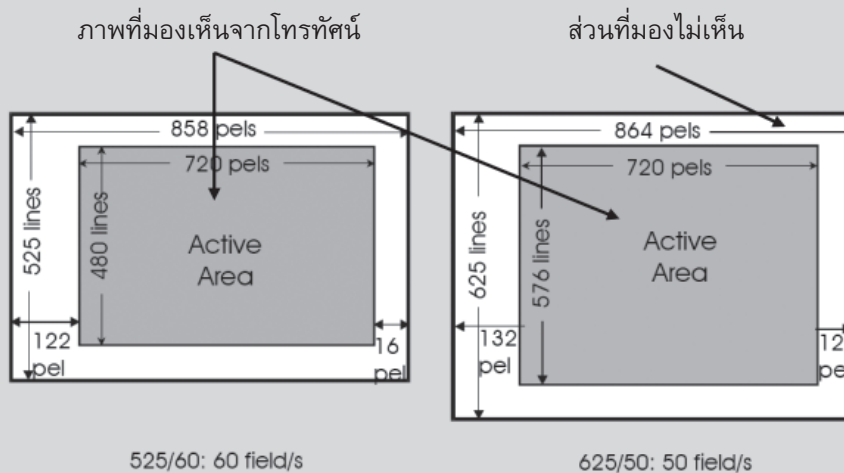 ภาพที่มองเห็นจากโทรทัศน์
ส่วนที่มองไม่เห็น
858 pels
720 pels
525 lines
480 lines
Active
Area
122
pel
16
pel
525/60: 60 field/s
864 pels
720 pels
625 lines
576 lines
Active
Area
132
pel
12
625/50: 50 field/s